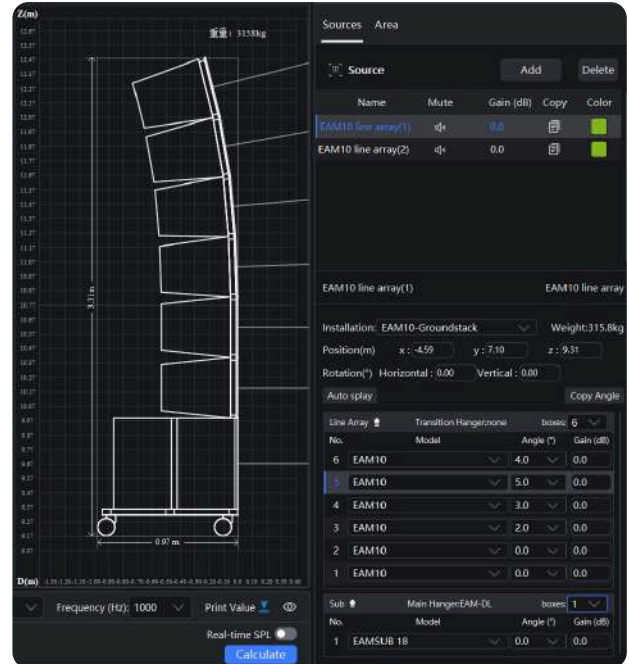 Z(m)
重量：3158kg
3.31 m
0.97 m
D(m)
Frequency (Hz): 1000 Print Value
Real-time SPL
Calculate
Sources Area
Source Add Delete
Name Mute Gain (dB) Copy Color
EAM10 line array(1) 0.0
EAM10 line array(2) 0.0
EAM10 line array(1) EAM10 line array
Installation: EAM10-Groundstack Weight:315.8kg
Position(m) x : -4.59 y : 7.10 z : 9.31
Rotation(°) Horizontal : 0.00 Vertical : 0.00
Auto splay Copy Angle
Line Array Transition Hanger:none boxes: 6
No. Model Angle (°) Gain (dB)
6 EAM10 4.0 0.0
5 EAM10 5.0 0.0
4 EAM10 3.0 0.0
3 EAM10 2.0 0.0
2 EAM10 0.0 0.0
1 EAM10 0.0 0.0
Sub Main Hanger:EAM-DL boxes: 1
No. Model Angle (°) Gain (dB)
1 EAMSUB 18 0.0 0.0